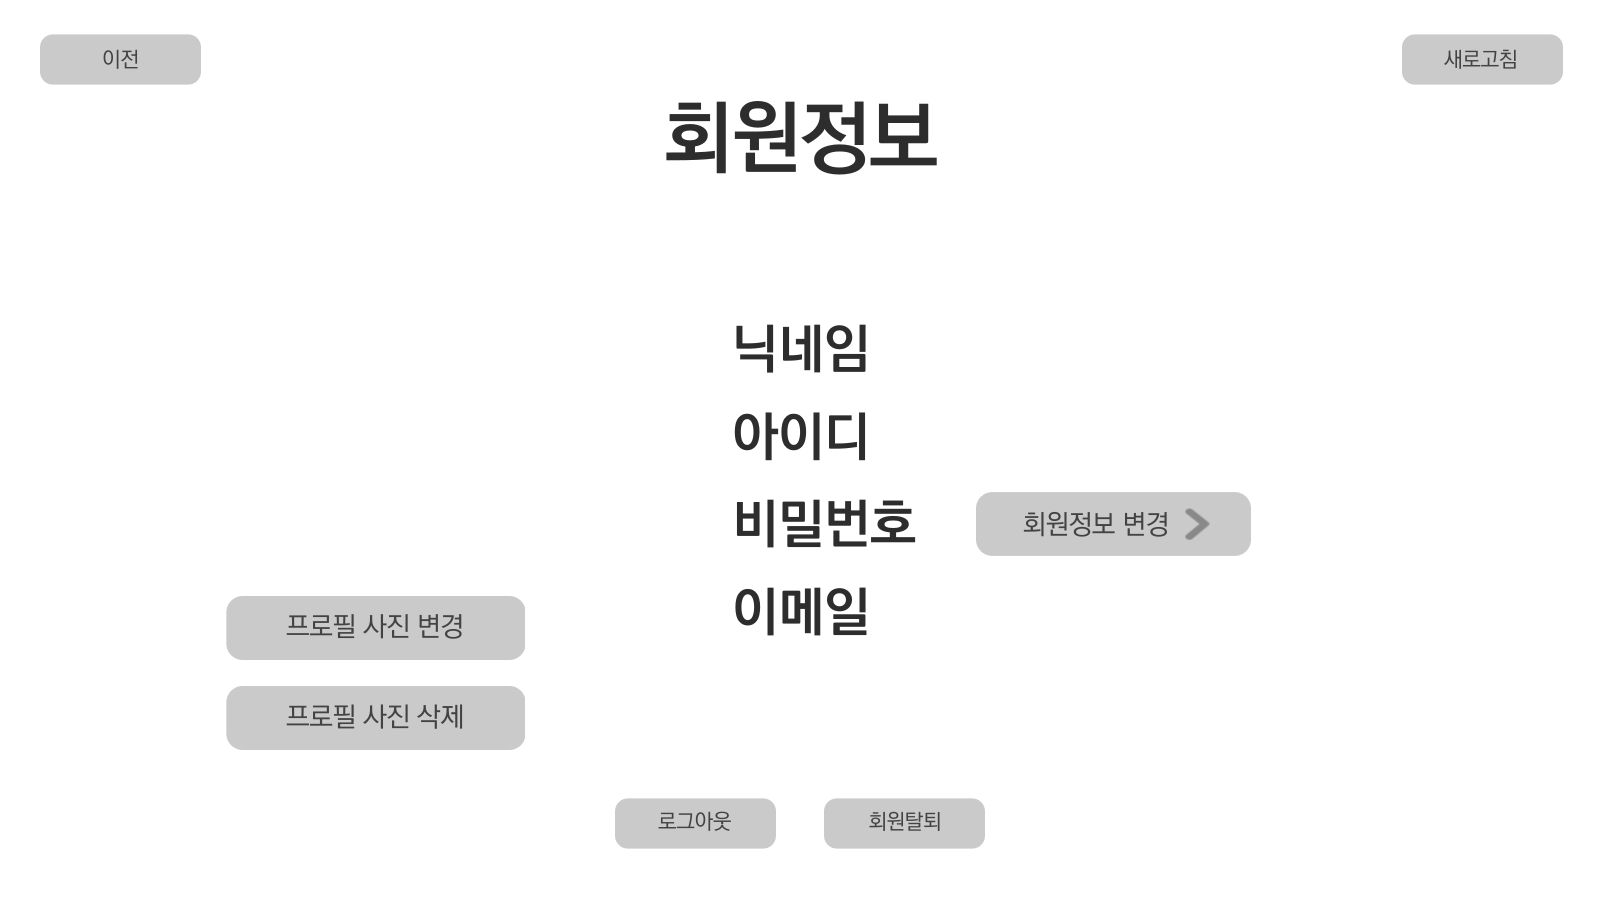 이전
새로고침
회원정보
닉네임
아이디
비밀번호
회원정보 변경
이메일
프로필 사진 변경
프로필 사진 삭제
로그아웃
회원탈퇴